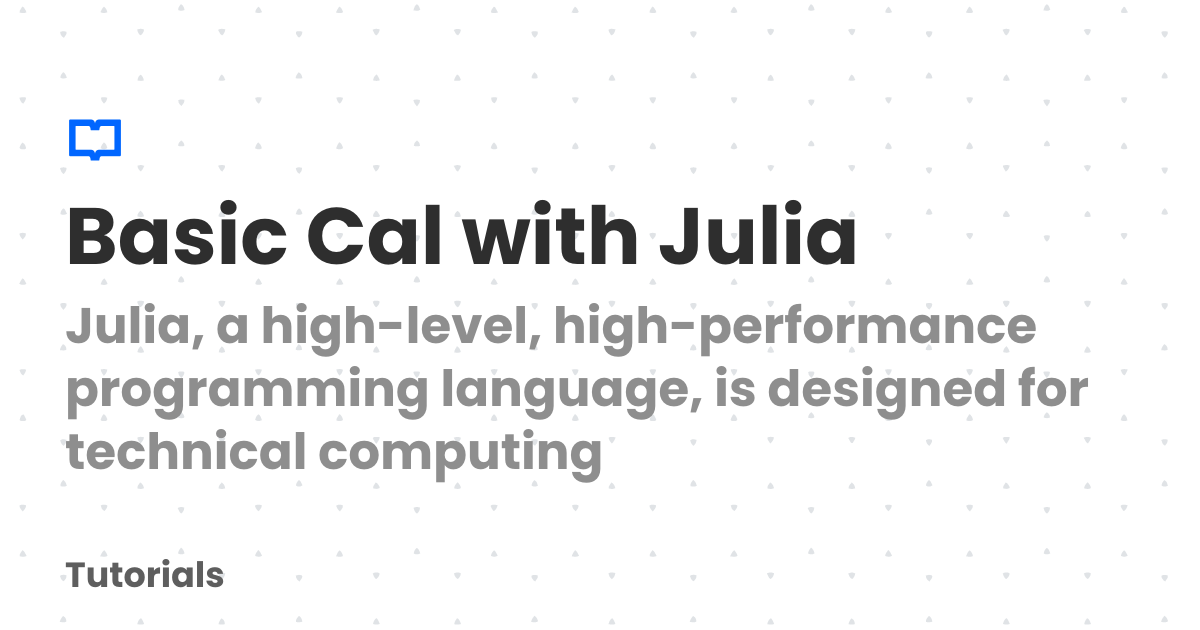 Basic Cal with Julia
Julia, a high-level, high-performance
programming language, is designed for
technical computing
Tutorials